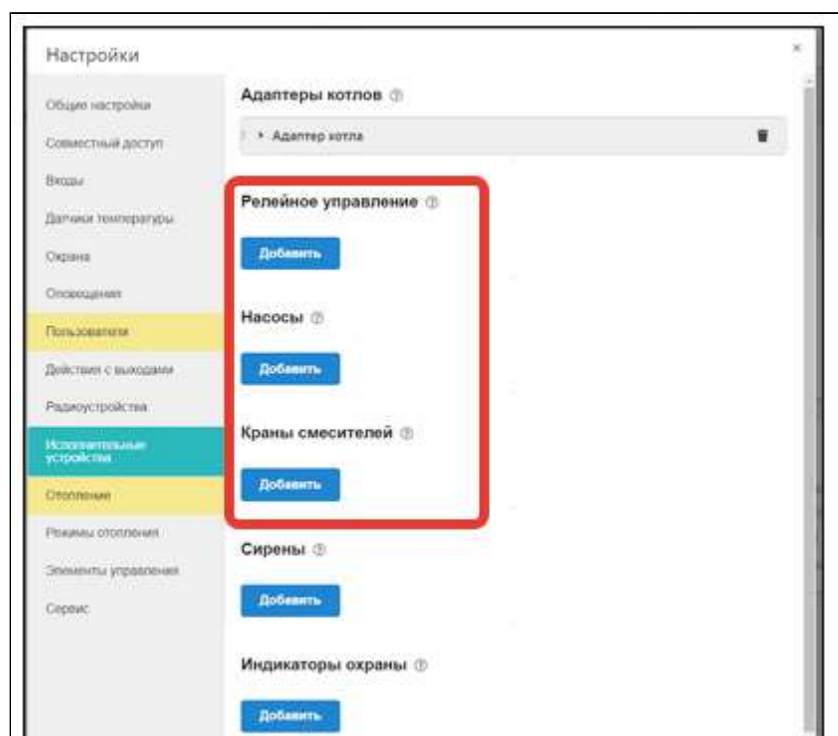 Настройки
×
Общие настройки
Совместный доступ
Входы
Датчики температуры
Охрана
Оповещения
Пользователи
Действия с выходами
Радиоустройства
Исполнительные
устройства
Отопление
Режимы отопления
Элементы управления
Сервис
Адаптеры котлов ?
Адаптер котла
Релейное управление ?
Добавить
Насосы ?
Добавить
Краны смесителей ?
Добавить
Сирены ?
Добавить
Индикаторы охраны ?
Добавить